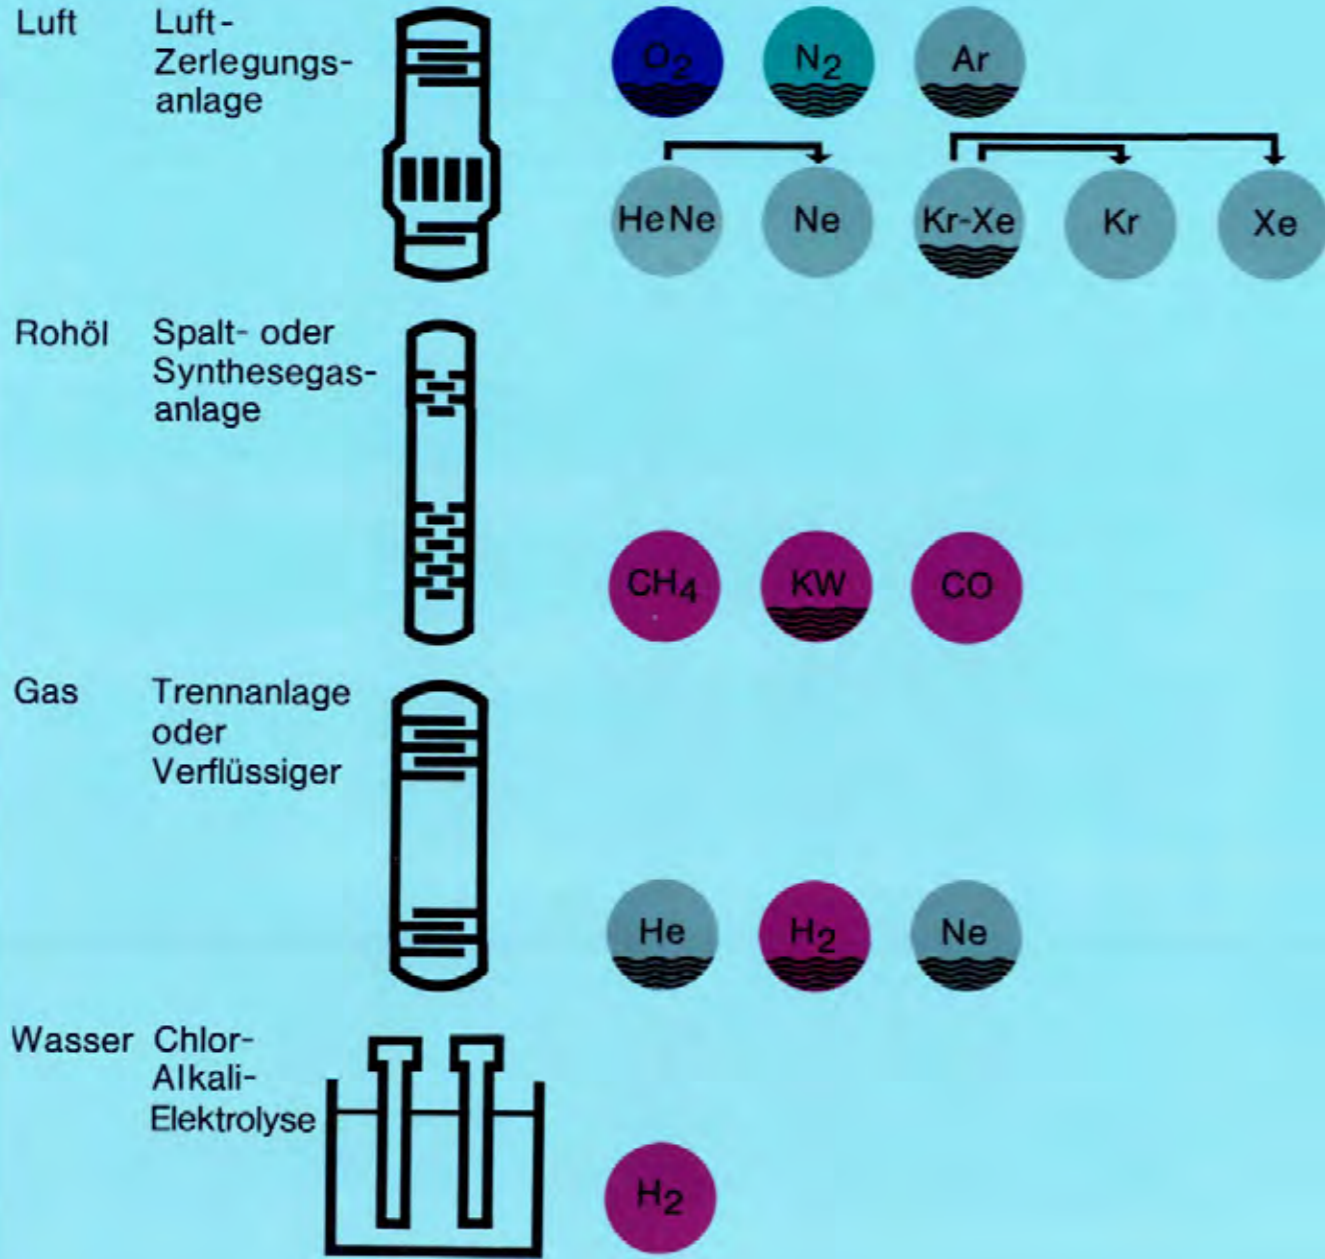 Luft
Luft-
Zerlegungs-
anlage
O2
N2
Ar
HeNe
Ne
Kr-Xe
Kr
Xe
Rohöl
Spalt- oder
Synthesegas-
anlage
CH4
KW
CO
Gas
Trennanlage
oder
Verflüssiger
He
H2
Ne
Wasser
Chlor-
Alkali-
Elektrolyse
H2